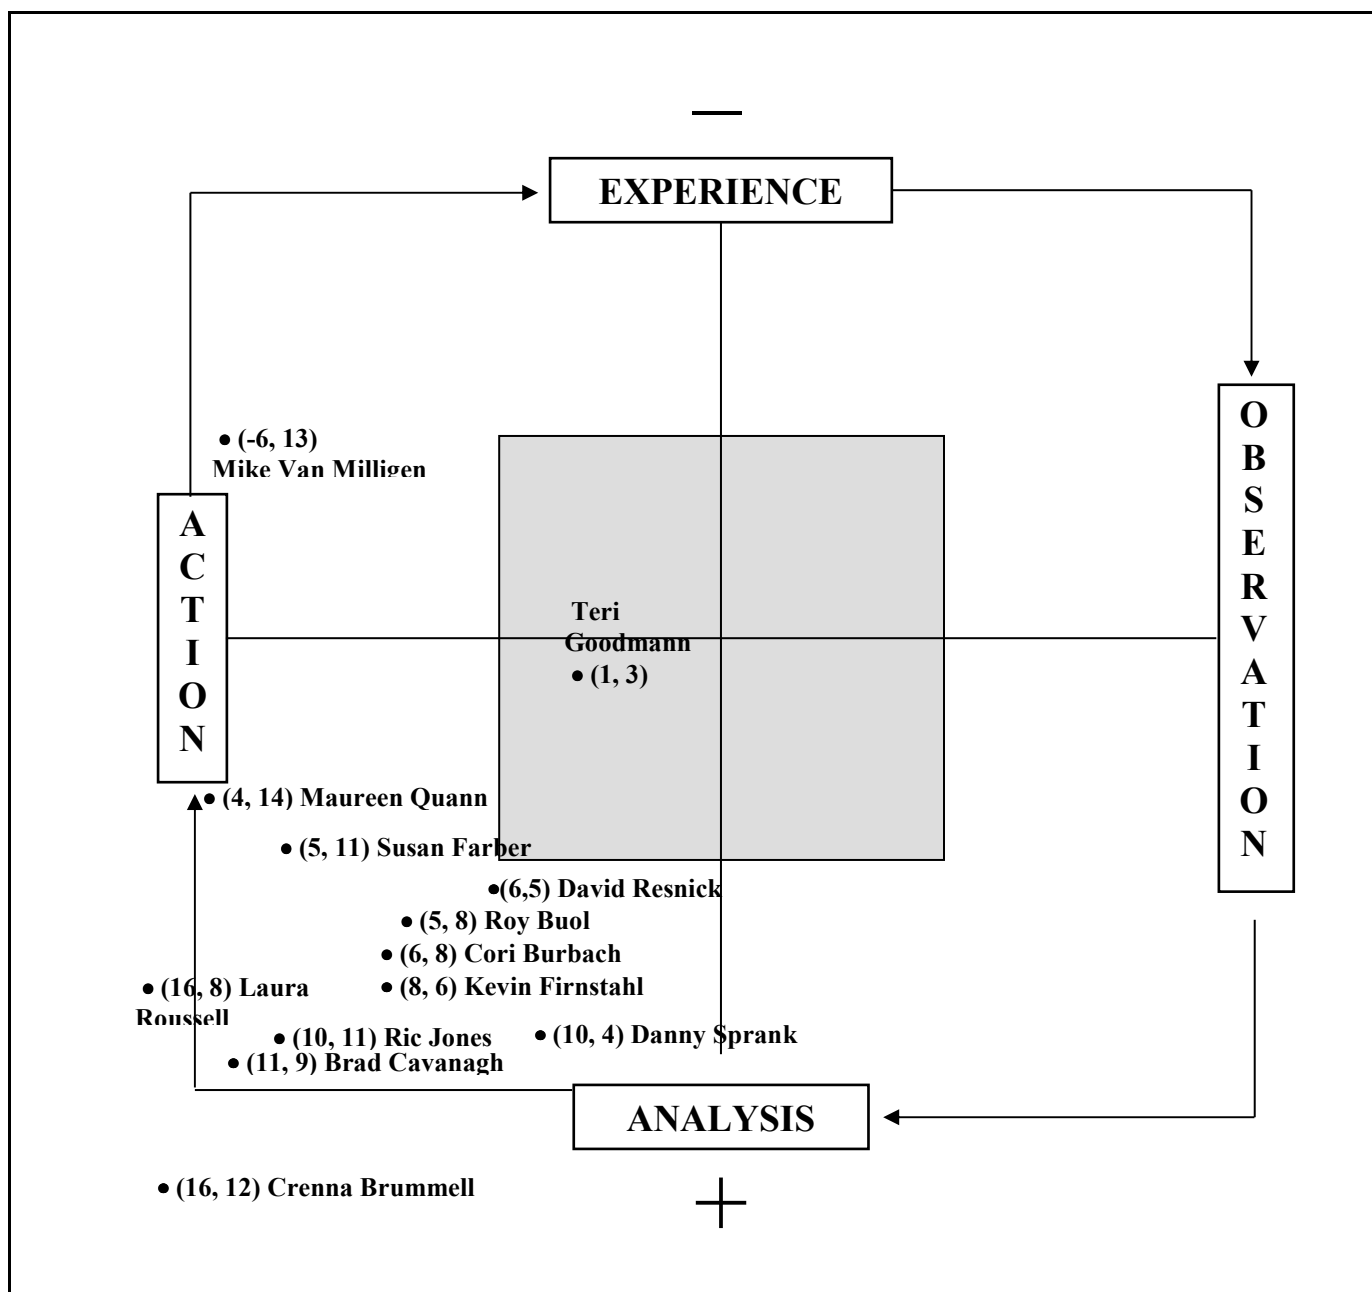 —
EXPERIENCE
OBSERVATION
• (-6, 13)
Mike Van Milligen
ACTION
Teri
Goodmann
• (1, 3)
• (4, 14) Maureen Quann
• (5, 11) Susan Farber
•(6,5) David Resnick
• (5, 8) Roy Buol
• (6, 8) Cori Burbach
• (16, 8) Laura
Roussell
• (8, 6) Kevin Firnstahl
• (10, 11) Ric Jones
• (10, 4) Danny Sprank
• (11, 9) Brad Cavanagh
ANALYSIS
• (16, 12) Crenna Brummell
+